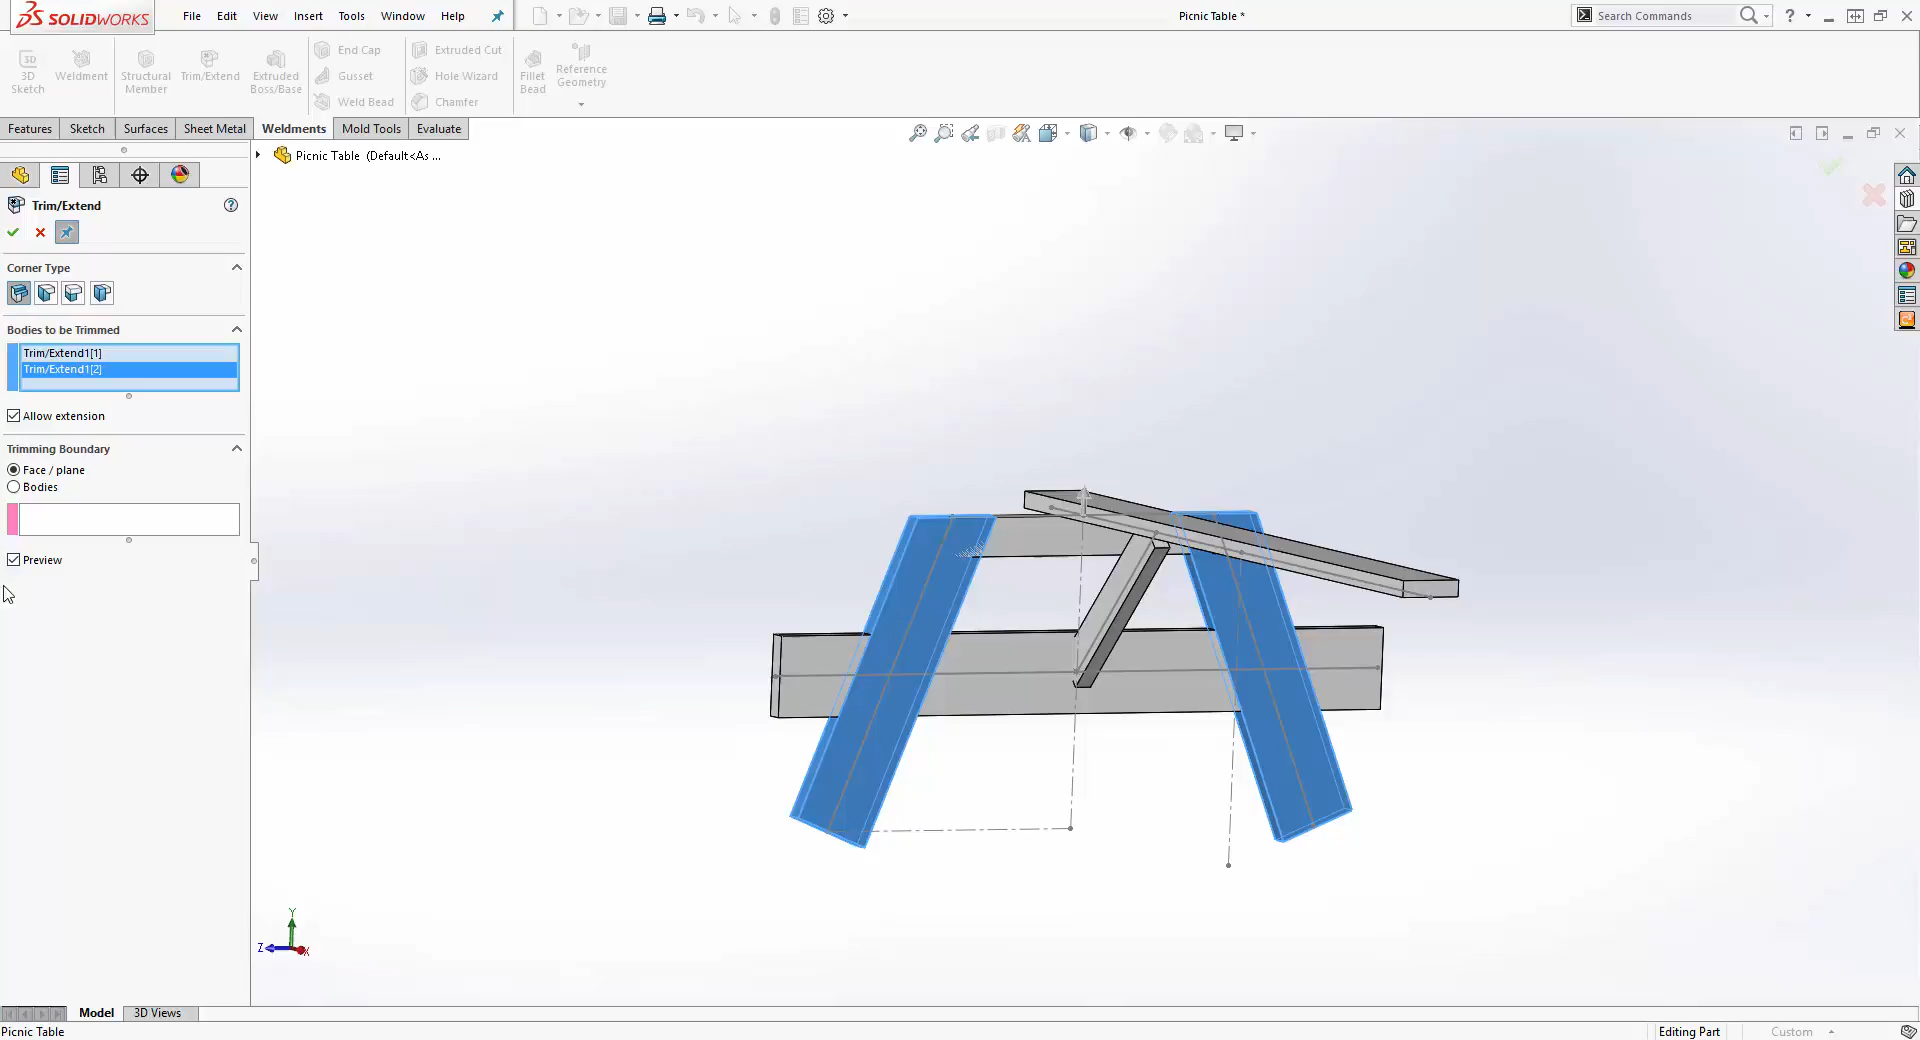 SOLIDWORKS
File Edit View Insert Tools Window Help
Picnic Table *
Search Commands
3D Sketch
Weldment
Structural Member
Trim/Extend
Extruded Boss/Base
End Cap
Gusset
Weld Bead
Extruded Cut
Hole Wizard
Chamfer
Fillet Bead
Reference Geometry
Features Sketch Surfaces Sheet Metal Weldments Mold Tools Evaluate
Picnic Table (Default<As ...
Trim/Extend
Corner Type
Bodies to be Trimmed
Trim/Extend1[1]
Trim/Extend1[2]
Allow extension
Trimming Boundary
Face / plane
Bodies
Preview
Y
Z
X
Model 3D Views
Picnic Table
Editing Part
Custom